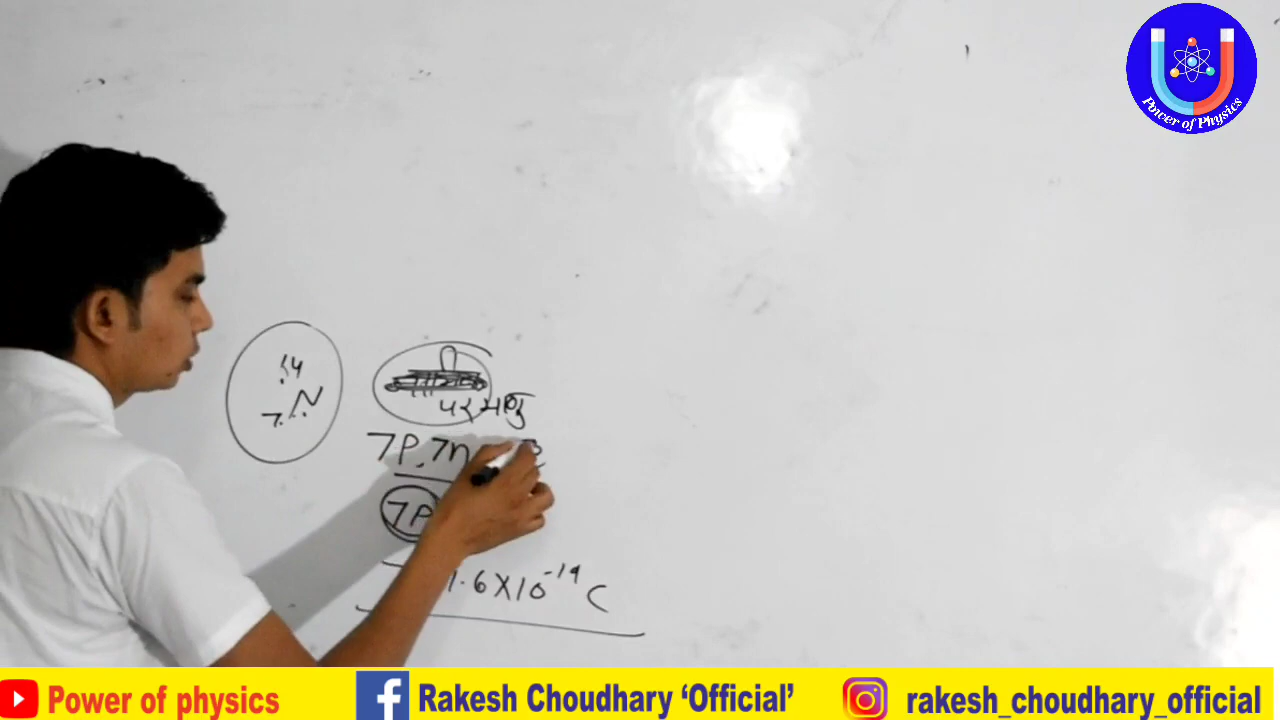 Power of Physics
14
7 N
परमाणु
7P, 7n
7P
1.6 X 10⁻¹⁹ C
Power of physics
Rakesh Choudhary ‘Official’
rakesh_choudhary_official